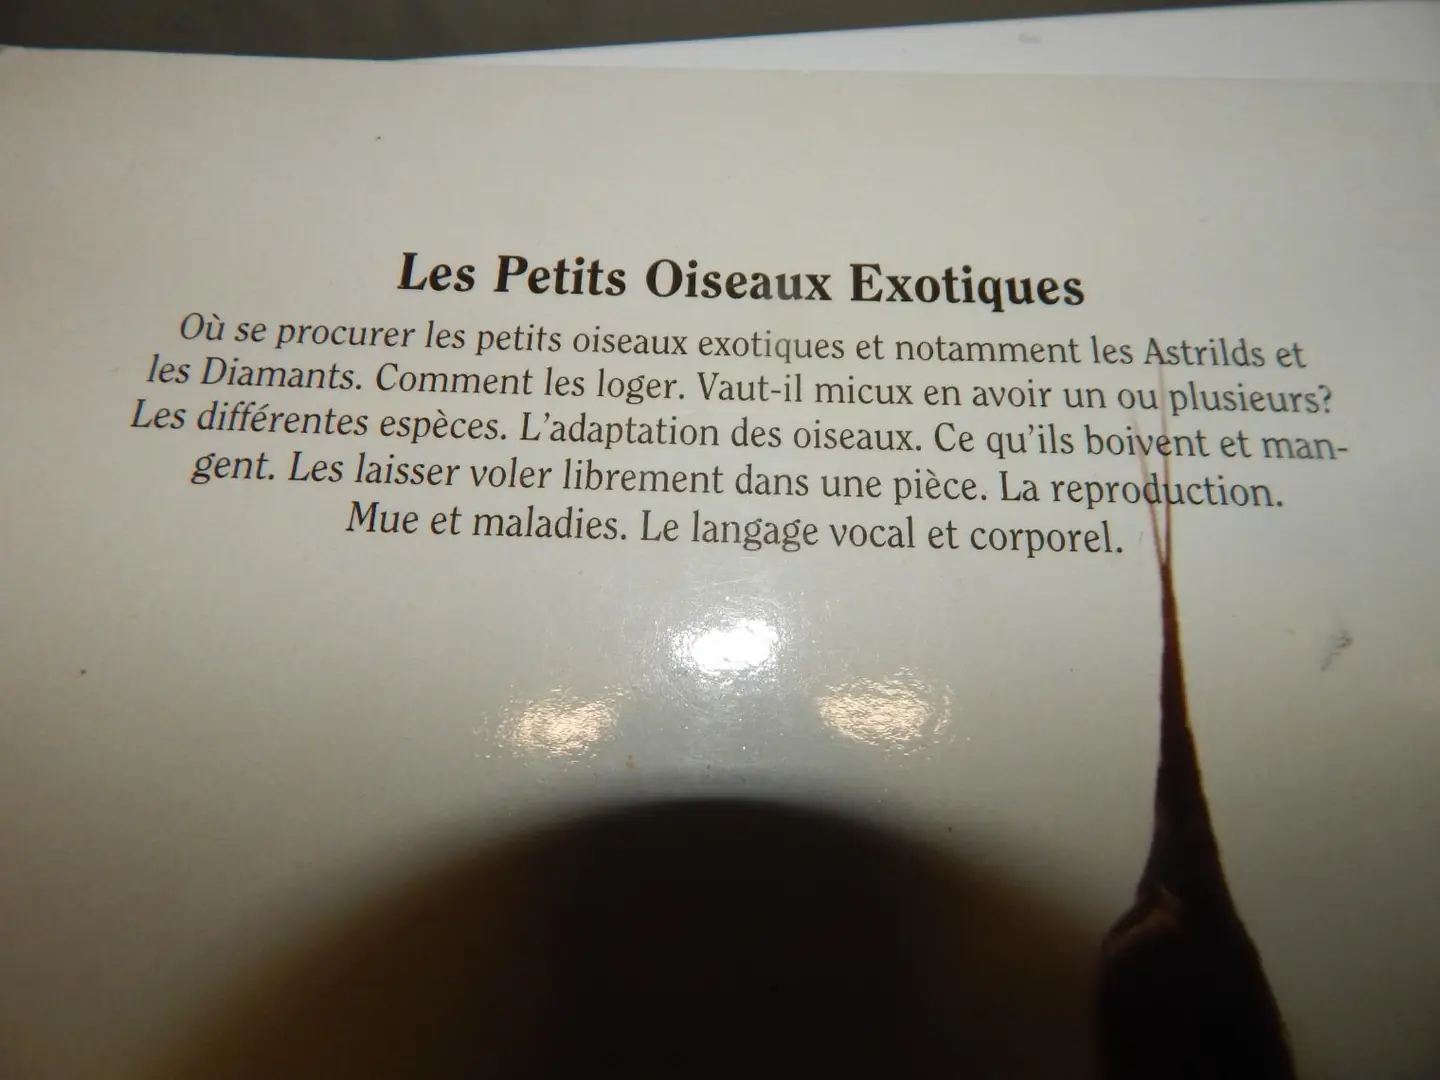 Les Petits Oiseaux Exotiques
Où se procurer les petits oiseaux exotiques et notamment les Astrilds et
les Diamants. Comment les loger. Vaut-il micux en avoir un ou plusieurs?
Les différentes espèces. L'adaptation des oiseaux. Ce qu'ils boivent et man-
gent. Les laisser voler librement dans une pièce. La reproduction.
Mue et maladies. Le langage vocal et corporel.